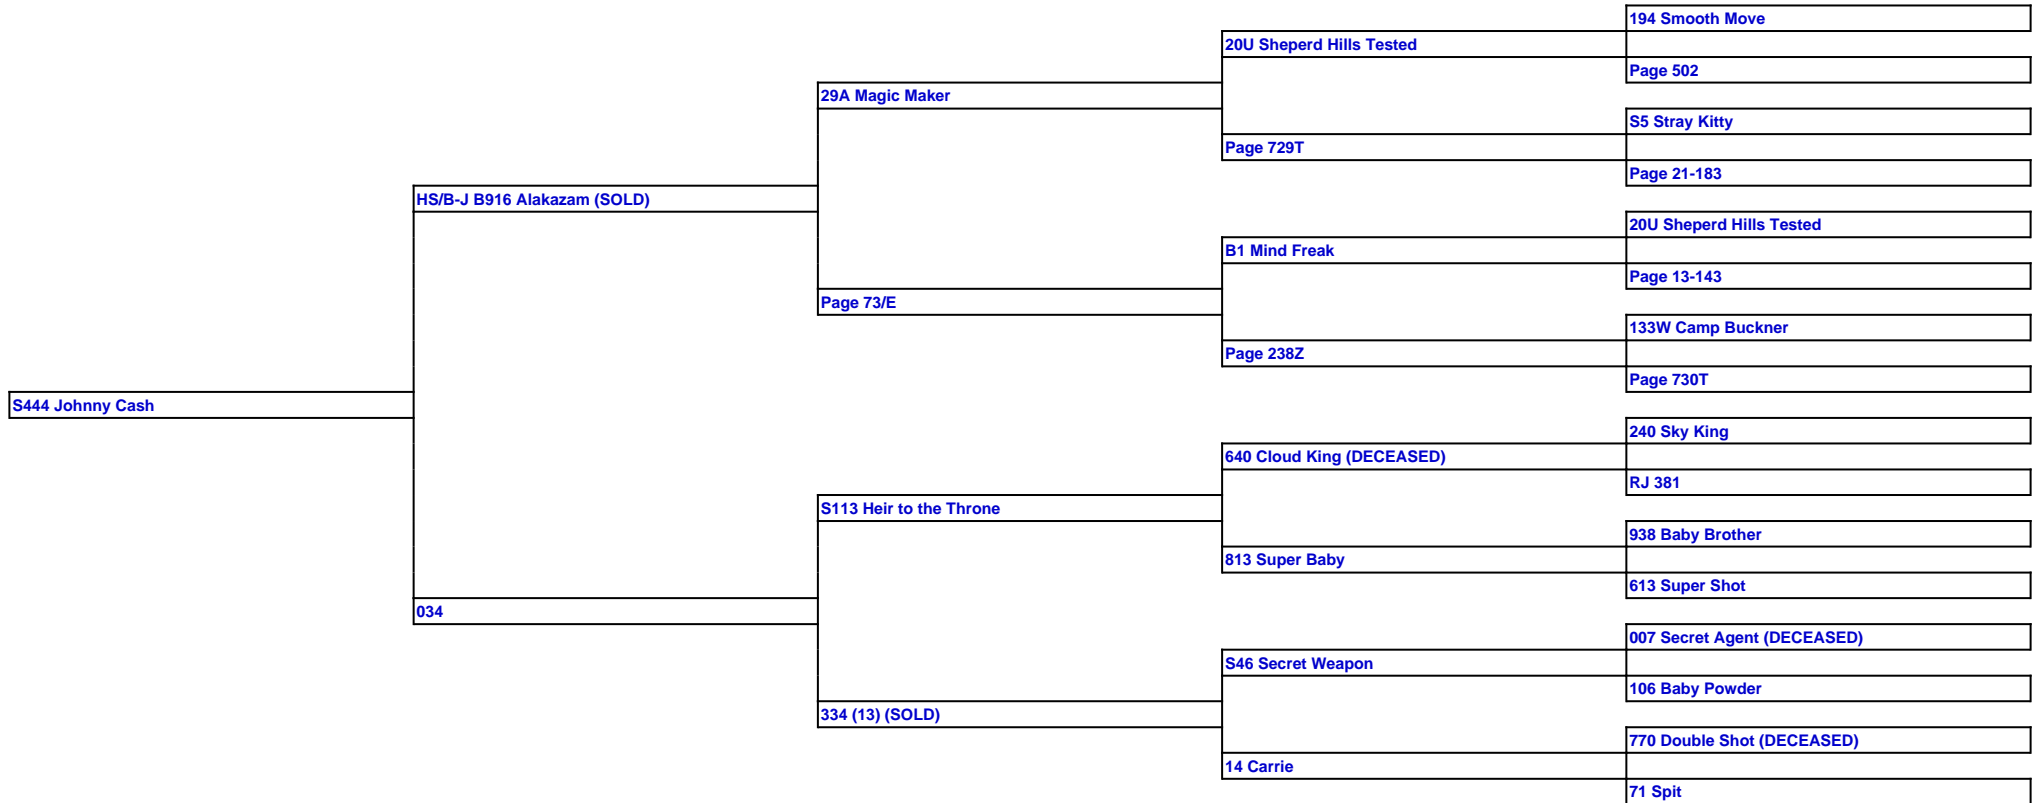 194 Smooth Move
20U Sheperd Hills Tested
Page 502
29A Magic Maker
S5 Stray Kitty
Page 729T
Page 21-183
HS/B-J B916 Alakazam (SOLD)
20U Sheperd Hills Tested
B1 Mind Freak
Page 13-143
Page 73/E
133W Camp Buckner
Page 238Z
Page 730T
S444 Johnny Cash
240 Sky King
640 Cloud King (DECEASED)
RJ 381
S113 Heir to the Throne
938 Baby Brother
813 Super Baby
613 Super Shot
034
007 Secret Agent (DECEASED)
S46 Secret Weapon
106 Baby Powder
334 (13) (SOLD)
770 Double Shot (DECEASED)
14 Carrie
71 Spit